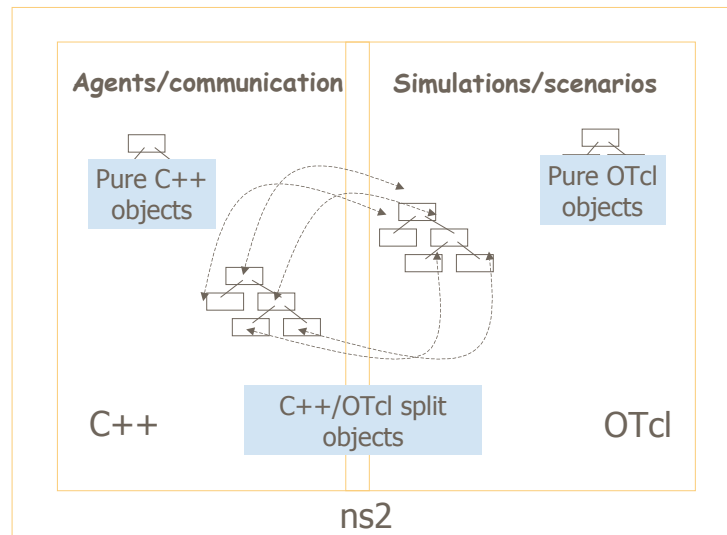 Agents/communication
Simulations/scenarios
Pure C++
objects
Pure OTcl
objects
C++/OTcl split
objects
C++
OTcl
ns2